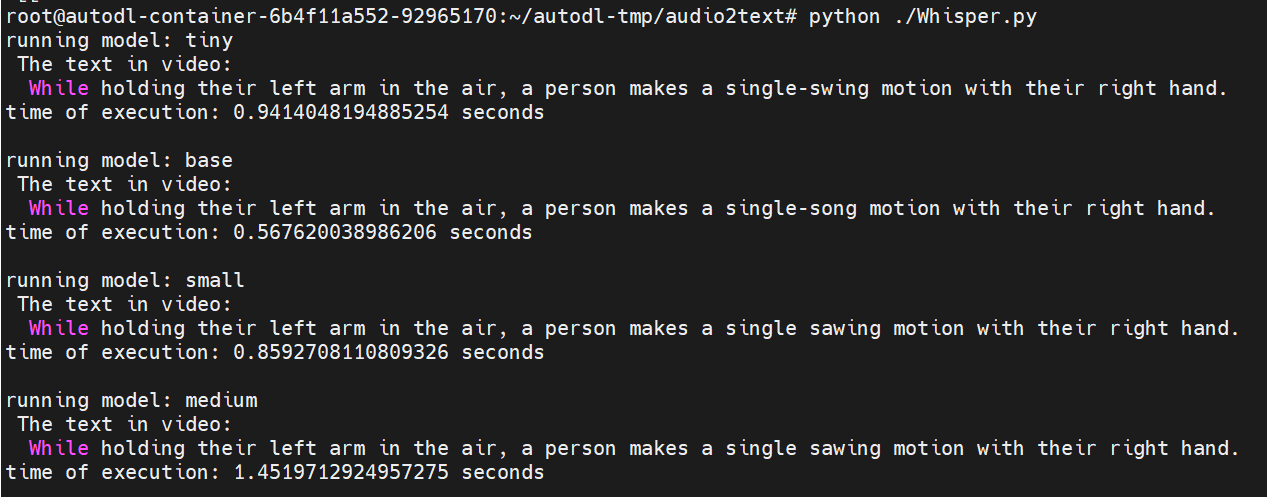 root@autodl-container-6b4f11a552-92965170:~/autodl-tmp/audio2text# python ./Whisper.py
running model: tiny
The text in video:
While holding their left arm in the air, a person makes a single-swing motion with their right hand.
time of execution: 0.9414048194885254 seconds
running model: base
The text in video:
While holding their left arm in the air, a person makes a single-song motion with their right hand.
time of execution: 0.567620038986206 seconds
running model: small
The text in video:
While holding their left arm in the air, a person makes a single sawing motion with their right hand.
time of execution: 0.8592708110809326 seconds
running model: medium
The text in video:
While holding their left arm in the air, a person makes a single sawing motion with their right hand.
time of execution: 1.4519712924957275 seconds